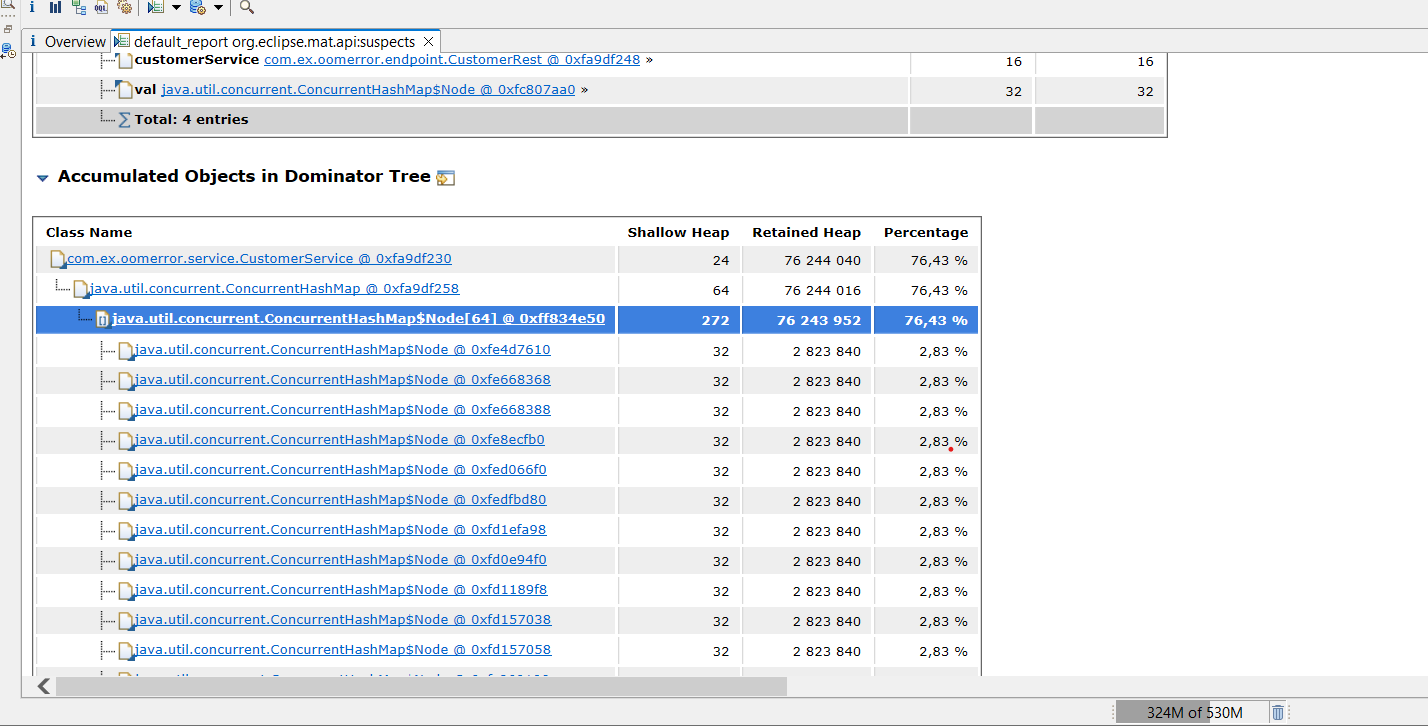 i OQL
i Overview default_report org.eclipse.mat.api:suspects
customerService com.ex.oomerror.endpoint.CustomerRest @ 0xfa9df248 » 16 16
val java.util.concurrent.ConcurrentHashMap$Node @ 0xfc807aa0 » 32 32
Total: 4 entries
Accumulated Objects in Dominator Tree
Class Name Shallow Heap Retained Heap Percentage
com.ex.oomerror.service.CustomerService @ 0xfa9df230 24 76 244 040 76,43 %
java.util.concurrent.ConcurrentHashMap @ 0xfa9df258 64 76 244 016 76,43 %
java.util.concurrent.ConcurrentHashMap$Node[64] @ 0xff834e50 272 76 243 952 76,43 %
java.util.concurrent.ConcurrentHashMap$Node @ 0xfe4d7610 32 2 823 840 2,83 %
java.util.concurrent.ConcurrentHashMap$Node @ 0xfe668368 32 2 823 840 2,83 %
java.util.concurrent.ConcurrentHashMap$Node @ 0xfe668388 32 2 823 840 2,83 %
java.util.concurrent.ConcurrentHashMap$Node @ 0xfe8ecfb0 32 2 823 840 2,83 %
java.util.concurrent.ConcurrentHashMap$Node @ 0xfed066f0 32 2 823 840 2,83 %
java.util.concurrent.ConcurrentHashMap$Node @ 0xfedfbd80 32 2 823 840 2,83 %
java.util.concurrent.ConcurrentHashMap$Node @ 0xfd1efa98 32 2 823 840 2,83 %
java.util.concurrent.ConcurrentHashMap$Node @ 0xfd0e94f0 32 2 823 840 2,83 %
java.util.concurrent.ConcurrentHashMap$Node @ 0xfd1189f8 32 2 823 840 2,83 %
java.util.concurrent.ConcurrentHashMap$Node @ 0xfd157038 32 2 823 840 2,83 %
java.util.concurrent.ConcurrentHashMap$Node @ 0xfd157058 32 2 823 840 2,83 %
324M of 530M